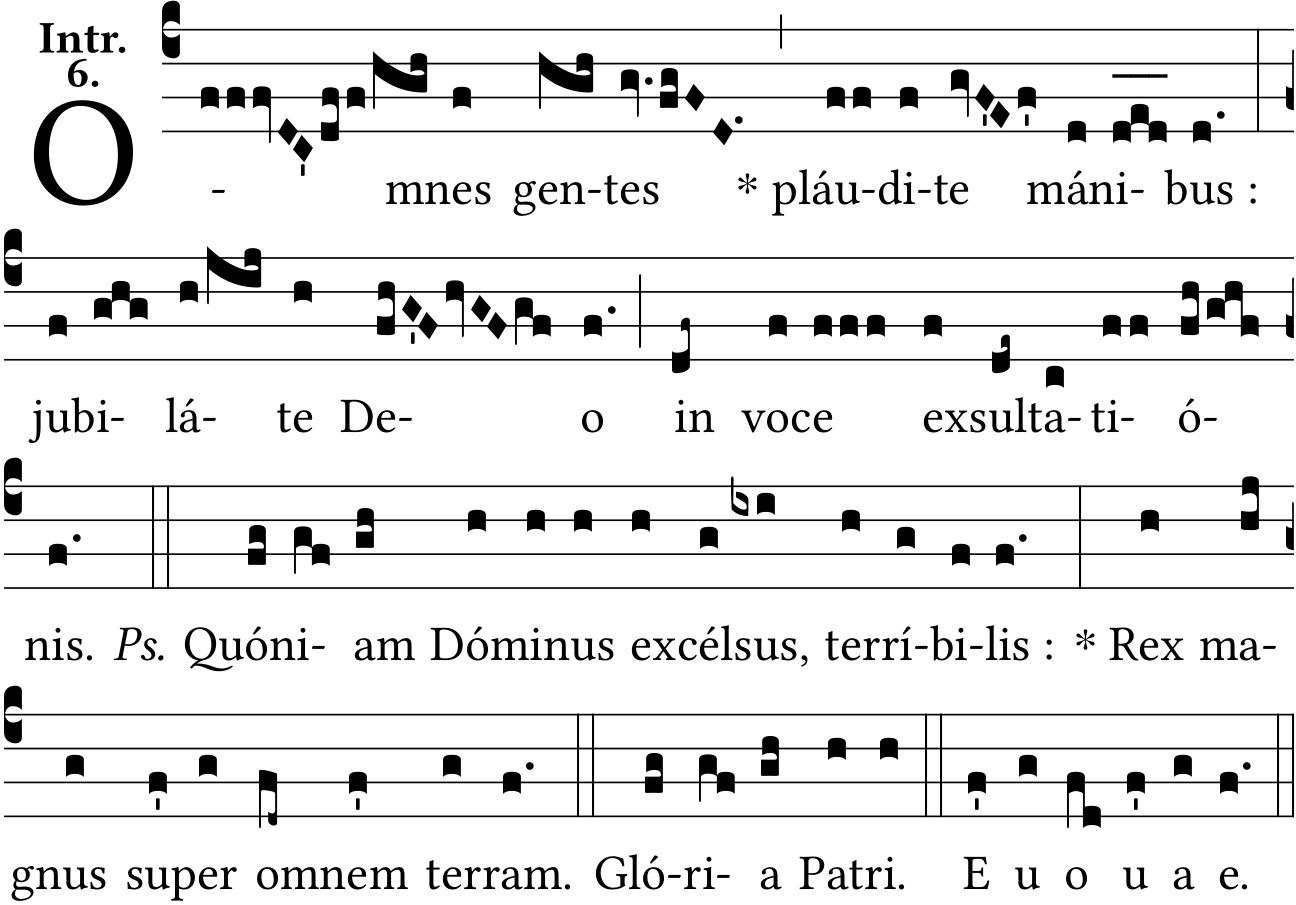 Intr.
6.
O - mnes gen-tes * pláu-di-te máni- bus :
jubi- lá- te De- o in voce exsulta-ti- ó-
nis. Ps. Quóni- am Dóminus excélsus, terrí-bi-lis : * Rex ma-
gnus super omnem terram. Gló-ri- a Patri. E u o u a e.